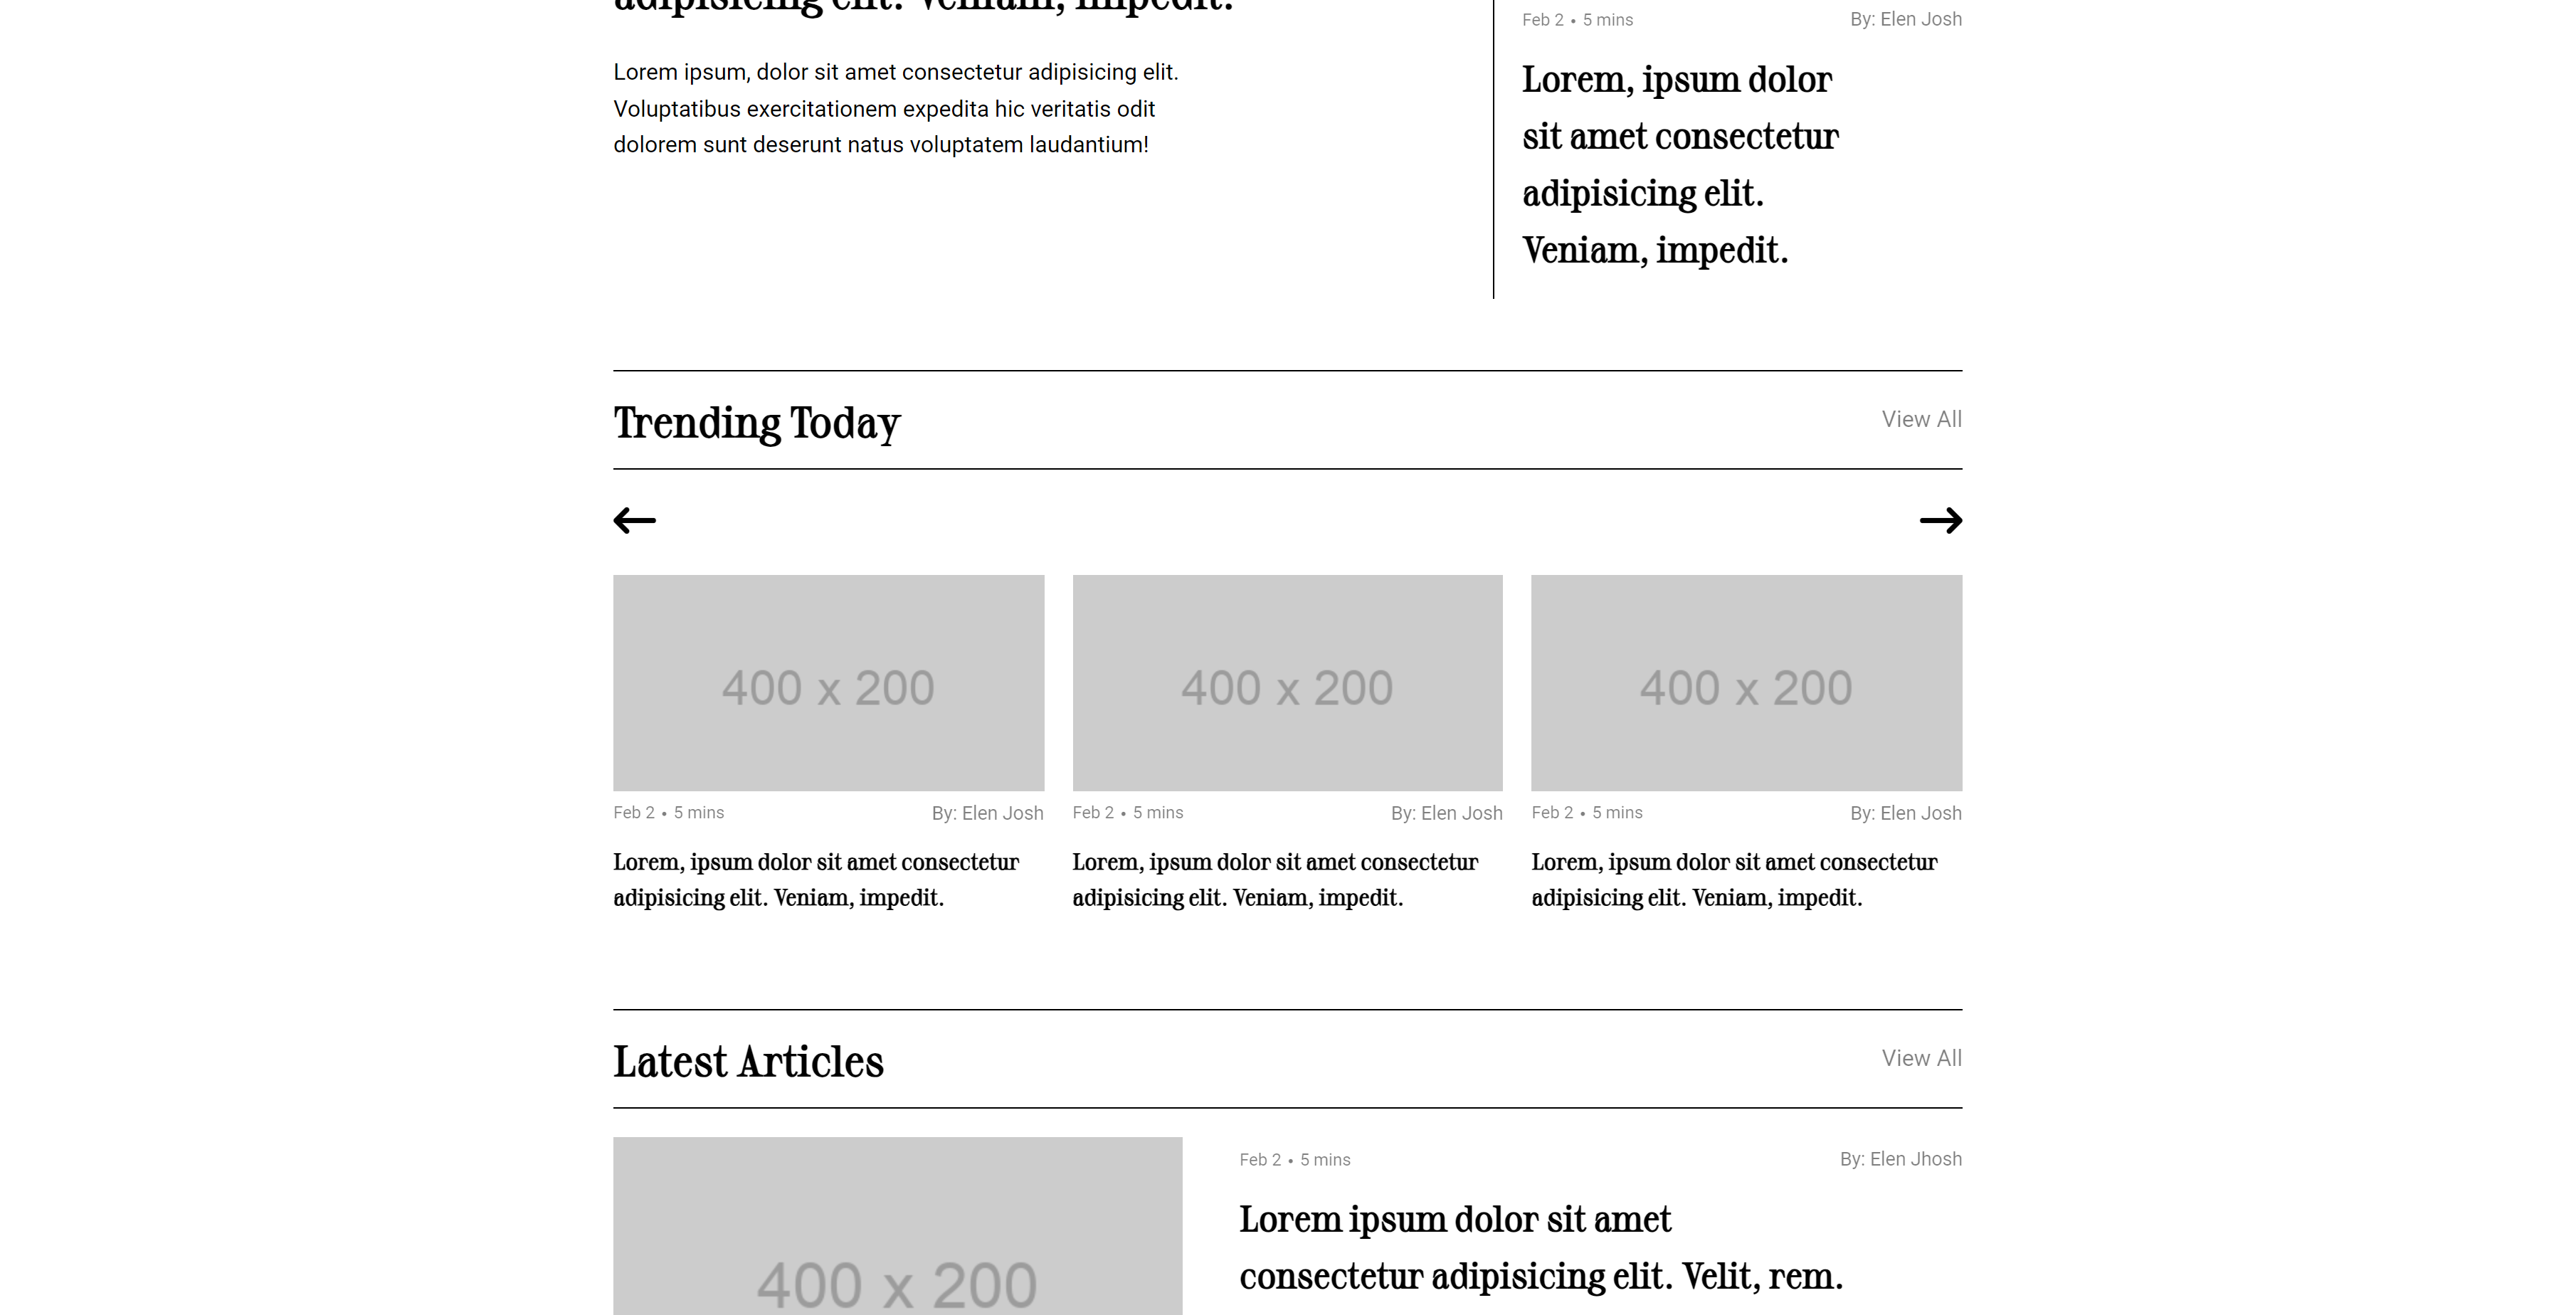 adipisicing elit. Veniam, impedit.
Lorem ipsum, dolor sit amet consectetur adipisicing elit.
Voluptatibus exercitationem expedita hic veritatis odit
dolorem sunt deserunt natus voluptatem laudantium!
Feb 2 • 5 mins
By: Elen Josh
Lorem, ipsum dolor
sit amet consectetur
adipisicing elit.
Veniam, impedit.
Trending Today
View All
400 x 200
Feb 2 • 5 mins
By: Elen Josh
Lorem, ipsum dolor sit amet consectetur
adipisicing elit. Veniam, impedit.
400 x 200
Feb 2 • 5 mins
By: Elen Josh
Lorem, ipsum dolor sit amet consectetur
adipisicing elit. Veniam, impedit.
400 x 200
Feb 2 • 5 mins
By: Elen Josh
Lorem, ipsum dolor sit amet consectetur
adipisicing elit. Veniam, impedit.
Latest Articles
View All
400 x 200
Feb 2 • 5 mins
By: Elen Jhosh
Lorem ipsum dolor sit amet
consectetur adipisicing elit. Velit, rem.